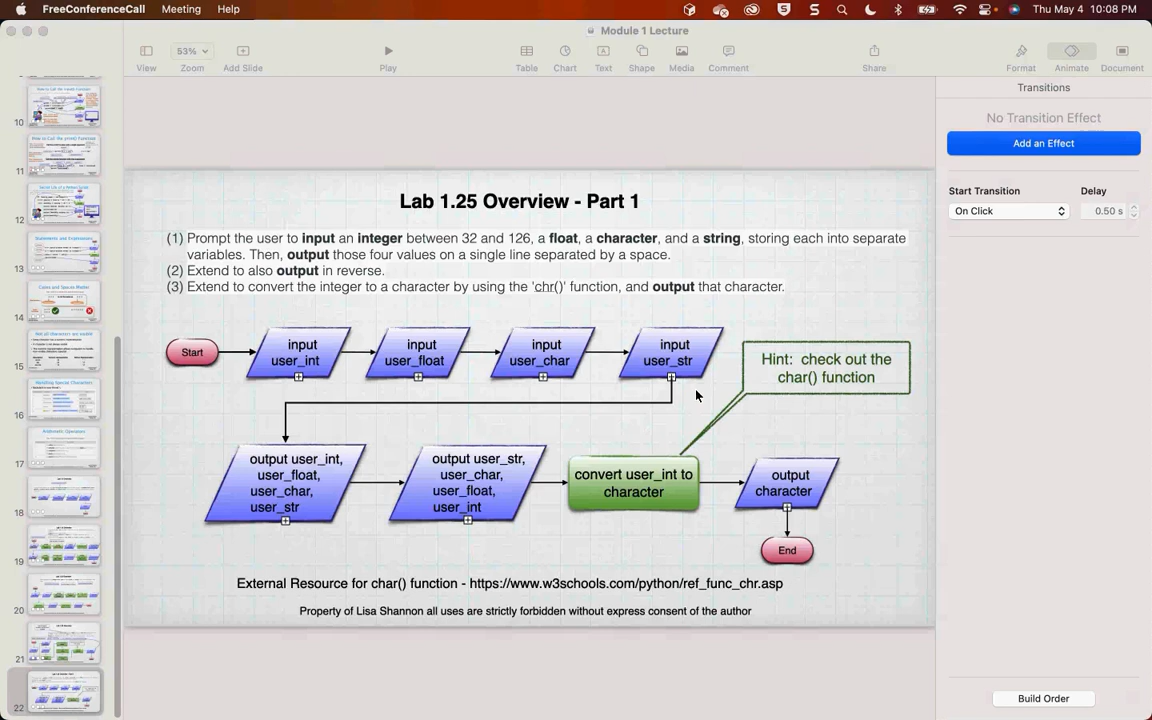 FreeConferenceCall Meeting Help Thu May 4 10:08 PM
Module 1 Lecture
53%
View Zoom Add Slide Play Table Chart Text Shape Media Comment Share Format Animate Document
Transitions
No Transition Effect
Add an Effect
Start Transition Delay
On Click 0.50 s
Lab 1.25 Overview - Part 1
(1) Prompt the user to input an integer between 32 and 126, a float, a character, and a string, storing each into separate
variables. Then, output those four values on a single line separated by a space.
(2) Extend to also output in reverse.
(3) Extend to convert the integer to a character by using the 'chr()' function, and output that character.
Start
input
user_int
input
user_float
input
user_char
input
user_str
Hint: check out the
char() function
output user_int,
user_float,
user_char,
user_str
output user_str,
user_char,
user_float,
user_int
convert user_int to
character
output
character
End
External Resource for char() function - https://www.w3schools.com/python/ref_func_chr.asp
Property of Lisa Shannon all uses are strictly forbidden without express consent of the author
10
11
12
13
14
15
16
17
18
19
20
21
22
Build Order